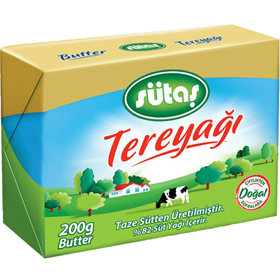 Butter
Tereyağı
sütaş
Tereyağı
200g
Butter
Doğal
Taze Sütten Üretilmiştir.
%82 Süt Yağı İçerir.